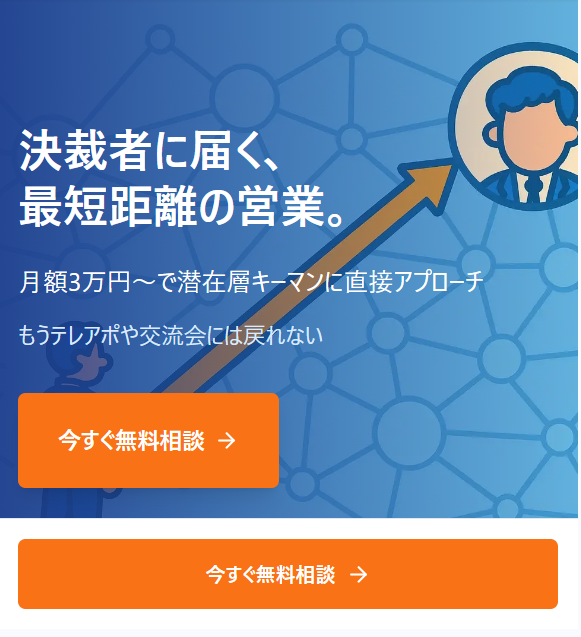 決裁者に届く、
最短距離の営業。
月額3万円〜で潜在層キーマンに直接アプローチ
もうテレアポや交流会には戻れない
今すぐ無料相談 →
今すぐ無料相談 →